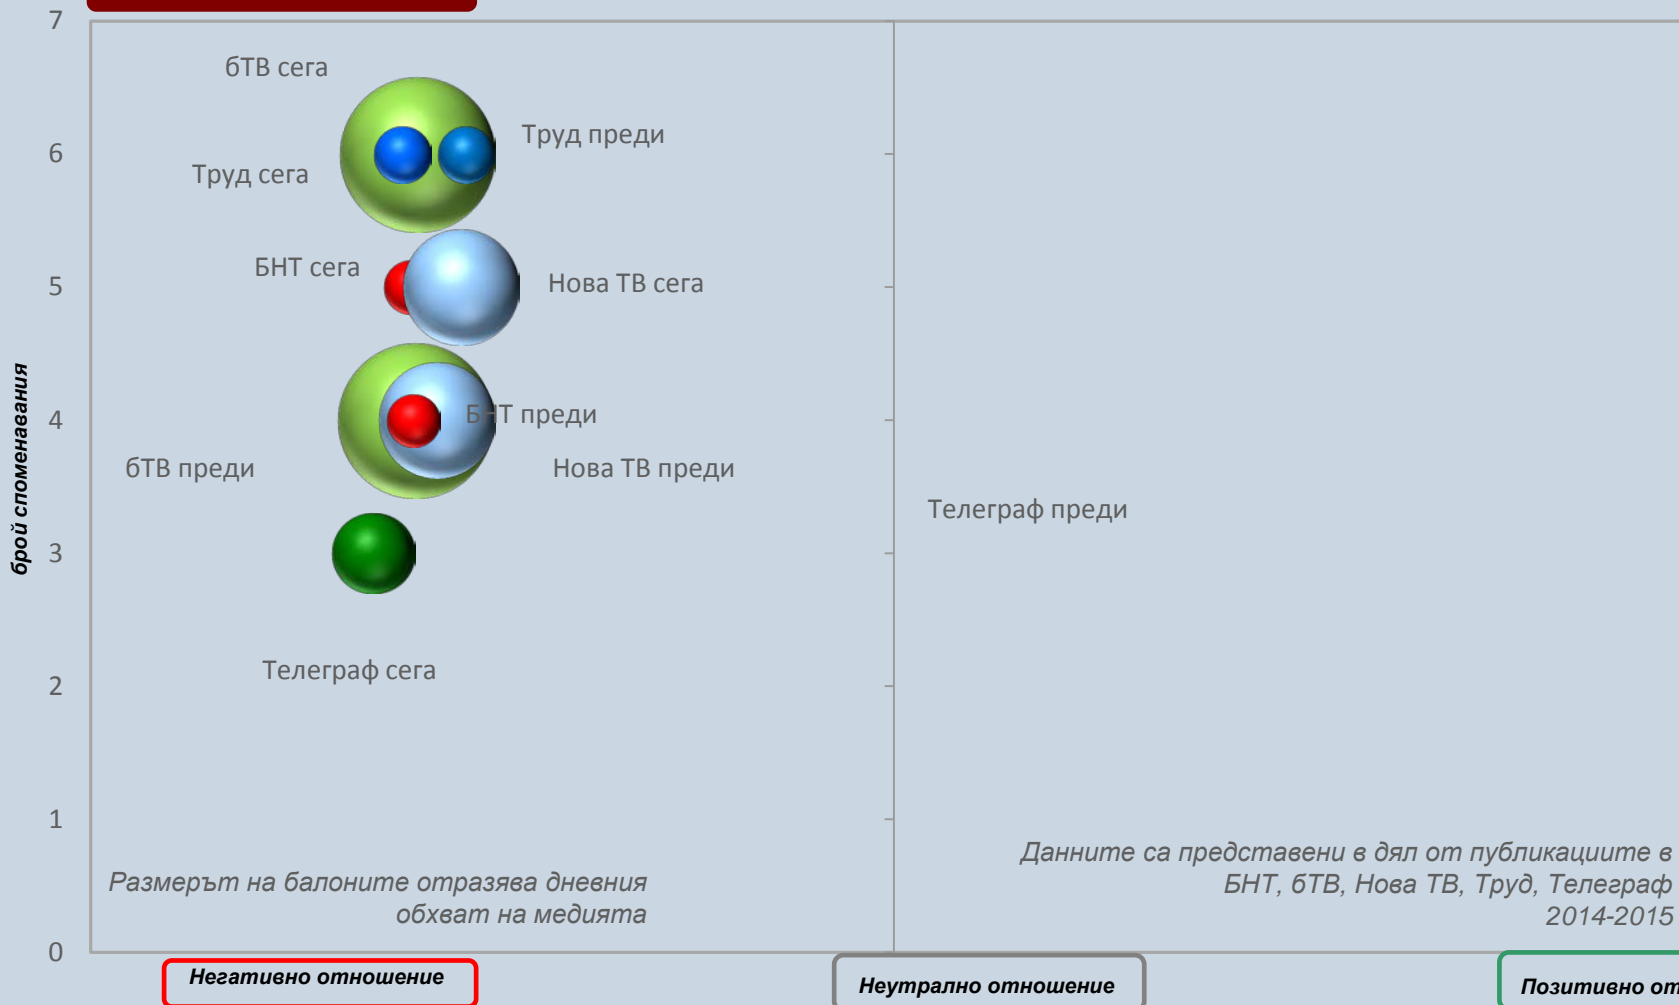 7
бТВ сега
Труд преди
6
Труд сега
БНТ сега
Нова ТВ сега
5
брой споменавания
БНТ преди
4
бТВ преди
Нова ТВ преди
Телеграф преди
3
Телеграф сега
2
1
Данните са представени в дял от публикациите в
БНТ, бТВ, Нова ТВ, Труд, Телеграф
2014-2015
Размерът на балоните отразява дневния
обхват на медията
0
Негативно отношение
Неутрално отношение
Позитивно от